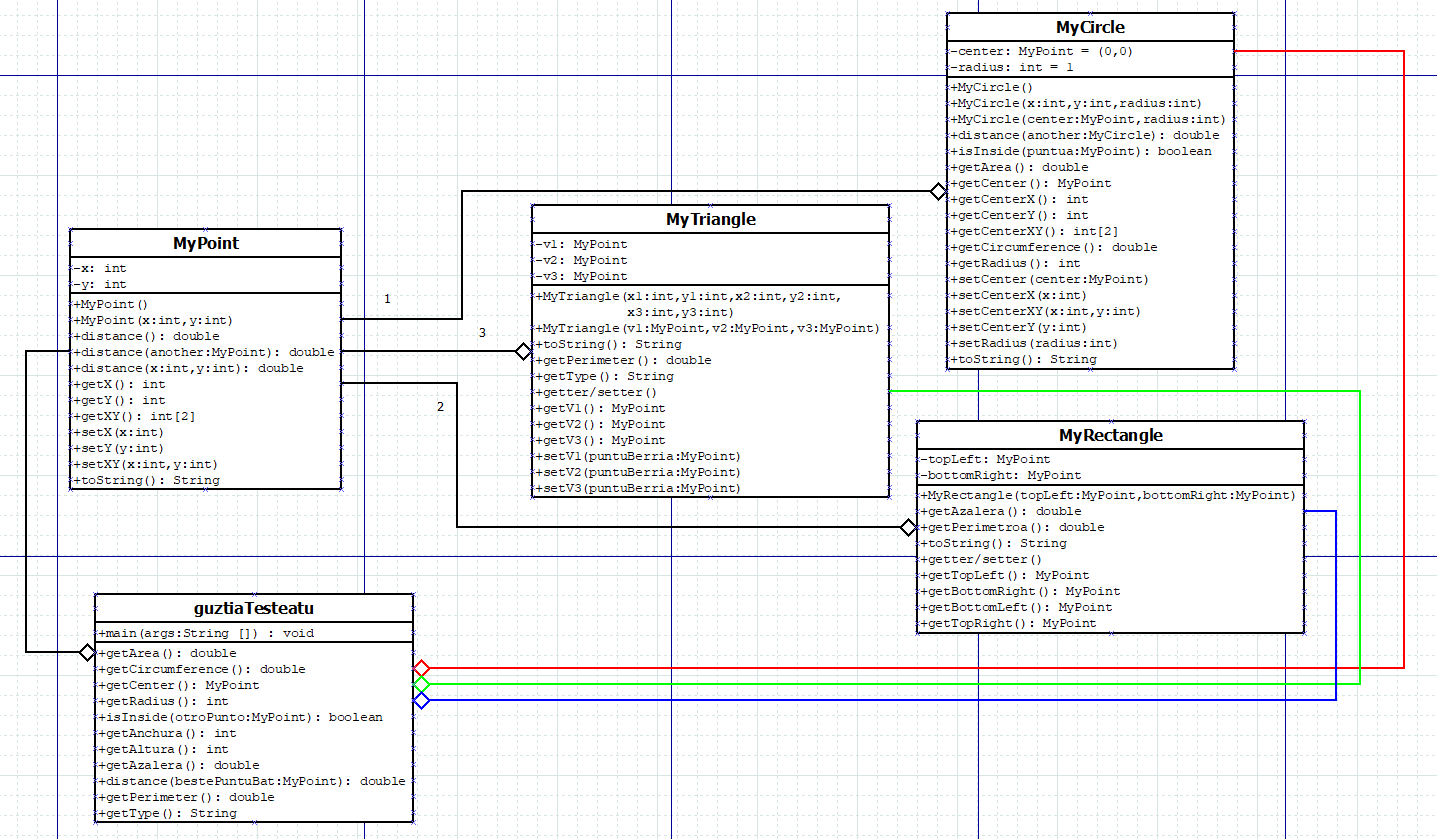 MyCircle
-center: MyPoint = (0,0)
-radius: int = 1
+MyCircle()
+MyCircle(x:int,y:int,radius:int)
+MyCircle(center:MyPoint,radius:int)
+distance(another:MyCircle): double
+isInside(puntua:MyPoint): boolean
+getArea(): double
+getCenter(): MyPoint
+getCenterX(): int
+getCenterY(): int
+getCenterXY(): int[2]
+getCircumference(): double
+getRadius(): int
+setCenter(center:MyPoint)
+setCenterX(x:int)
+setCenterXY(x:int,y:int)
+setCenterY(y:int)
+setRadius(radius:int)
+toString(): String
MyTriangle
-v1: MyPoint
-v2: MyPoint
-v3: MyPoint
+MyTriangle(x1:int,y1:int,x2:int,y2:int,
x3:int,y3:int)
+MyTriangle(v1:MyPoint,v2:MyPoint,v3:MyPoint)
+toString(): String
+getPerimeter(): double
+getType(): String
+getter/setter()
+getV1(): MyPoint
+getV2(): MyPoint
+getV3(): MyPoint
+setV1(puntuBerria:MyPoint)
+setV2(puntuBerria:MyPoint)
+setV3(puntuBerria:MyPoint)
MyPoint
-x: int
-y: int
+MyPoint()
+MyPoint(x:int,y:int)
+distance(): double
+distance(another:MyPoint): double
+distance(x:int,y:int): double
+getX(): int
+getY(): int
+getXY(): int[2]
+setX(x:int)
+setY(y:int)
+setXY(x:int,y:int)
+toString(): String
1
3
2
MyRectangle
-topLeft: MyPoint
-bottomRight: MyPoint
+MyRectangle(topLeft:MyPoint,bottomRight:MyPoint)
+getAzalera(): double
+getPerimetroa(): double
+toString(): String
+getter/setter()
+getTopLeft(): MyPoint
+getBottomRight(): MyPoint
+getBottomLeft(): MyPoint
+getTopRight(): MyPoint
guztiaTesteatu
+main(args:String []) : void
+getArea(): double
+getCircumference(): double
+getCenter(): MyPoint
+getRadius(): int
+isInside(otroPunto:MyPoint): boolean
+getAnchura(): int
+getAltura(): int
+getAzalera(): double
+distance(bestePuntuBat:MyPoint): double
+getPerimeter(): double
+getType(): String